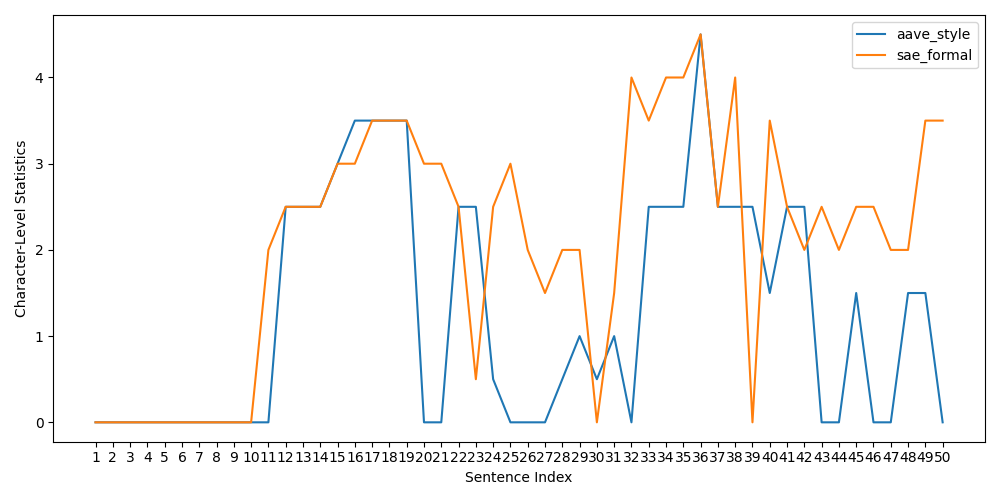 aave_style
sae_formal
Character-Level Statistics
4
3
2
1
0
1 2 3 4 5 6 7 8 9 10 11 12 13 14 15 16 17 18 19 20 21 22 23 24 25 26 27 28 29 30 31 32 33 34 35 36 37 38 39 40 41 42 43 44 45 46 47 48 49 50
Sentence Index